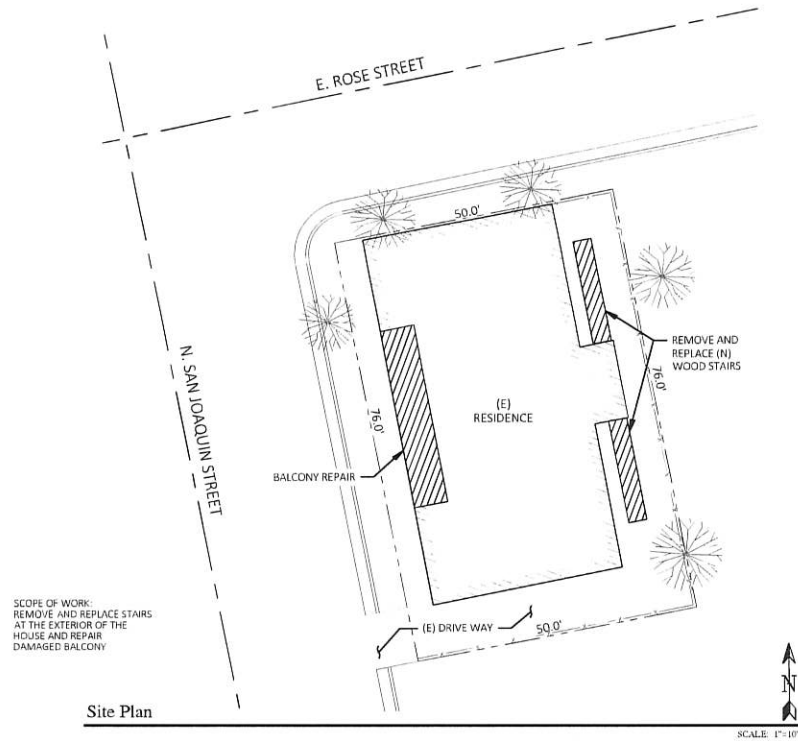 E. ROSE STREET
50.0'
N. SAN JOAQUIN STREET
76.0'
(E)
RESIDENCE
REMOVE AND
REPLACE (N)
WOOD STAIRS
76.0'
BALCONY REPAIR
SCOPE OF WORK:
REMOVE AND REPLACE STAIRS
AT THE EXTERIOR OF THE
HOUSE AND REPAIR
DAMAGED BALCONY
(E) DRIVE WAY
50.0'
N
Site Plan
SCALE: 1"=10'